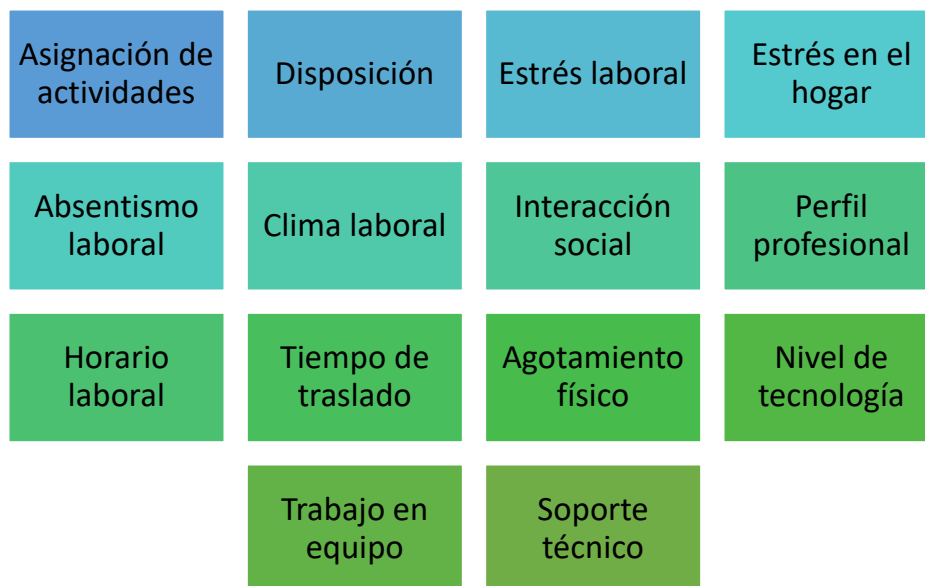 Asignación de
actividades
Disposición
Estrés laboral
Estrés en el
hogar
Absentismo
laboral
Clima laboral
Interacción
social
Perfil
profesional
Horario
laboral
Tiempo de
traslado
Agotamiento
físico
Nivel de
tecnología
Trabajo en
equipo
Soporte
técnico